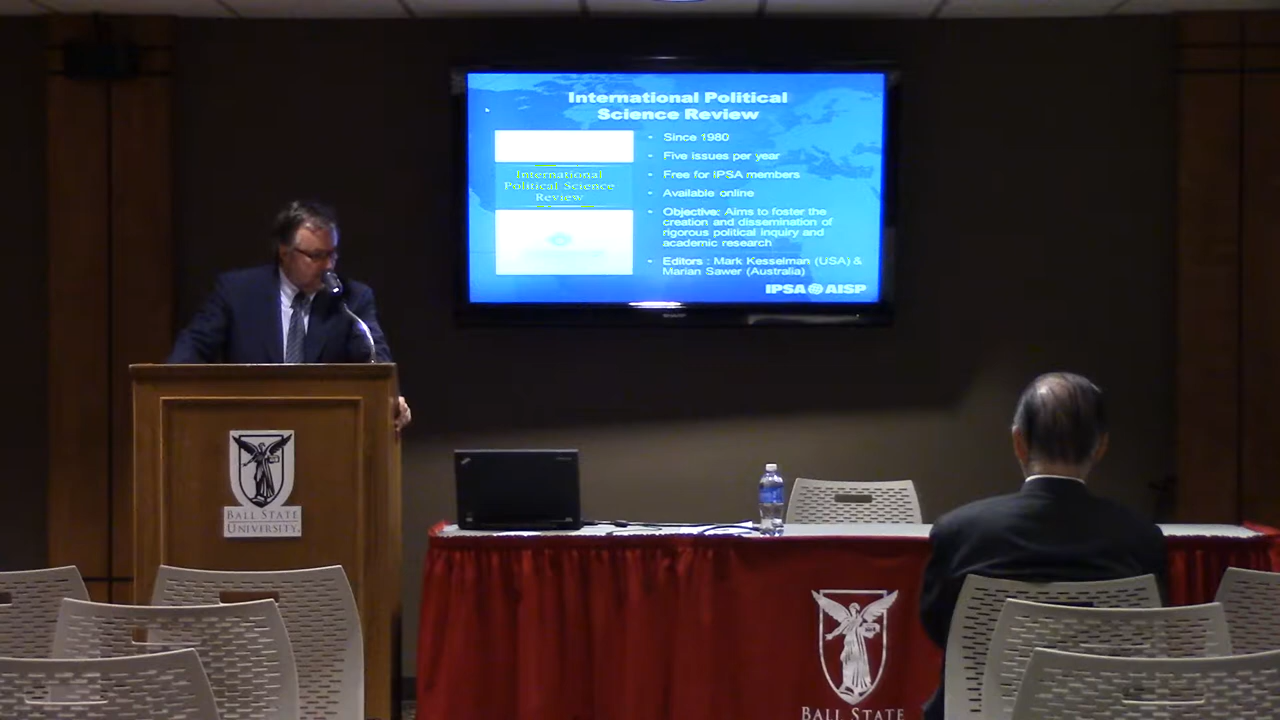 International Political
Science Review
International
Political Science
Review
• Since 1980
• Five issues per year
• Free for IPSA members
• Available online
• Objective: Aims to foster the
creation and dissemination of
rigorous political inquiry and
academic research
• Editors : Mark Kesselman (USA) &
Marian Sawer (Australia)
IPSA AISP
SHARP
BALL STATE
UNIVERSITY
BALL STATE